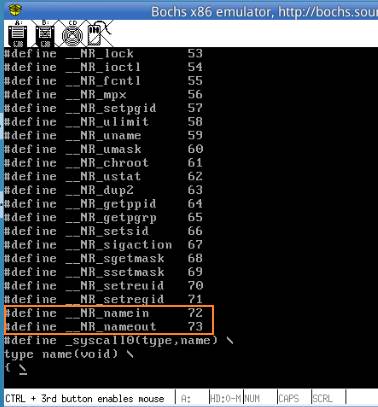 Bochs x86 emulator, http://bochs.sour
A:
B:
CD
#define __NR_lock 53
#define __NR_ioctl 54
#define __NR_fcntl 55
#define __NR_mpx 56
#define __NR_setpgid 57
#define __NR_ulimit 58
#define __NR_uname 59
#define __NR_umask 60
#define __NR_chroot 61
#define __NR_ustat 62
#define __NR_dup2 63
#define __NR_getppid 64
#define __NR_getpgrp 65
#define __NR_setsid 66
#define __NR_sigaction 67
#define __NR_sgetmask 68
#define __NR_ssetmask 69
#define __NR_setreuid 70
#define __NR_setregid 71
#define __NR_namein 72
#define __NR_nameout 73
#define _syscall0(type,name) \
type name(void) \
{ \
CTRL + 3rd button enables mouse A: HD:0-M NUM CAPS SCRL